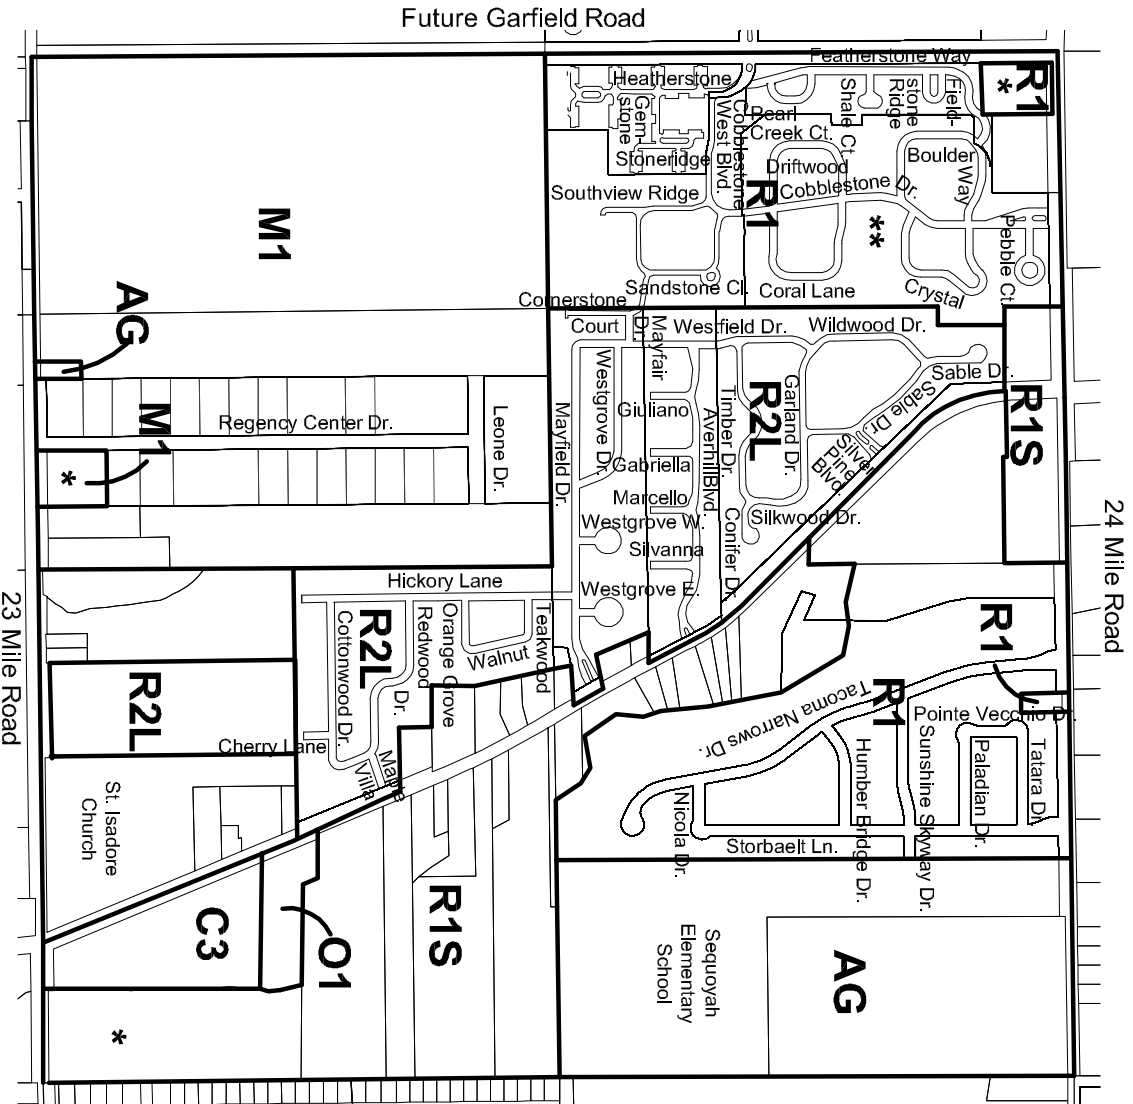 Future Garfield Road
Featherstone Way
Heatherstone
R1
*
Field-
stone
Ridge
Shale Ct.
Gem-
stone
Cobblestone
West Blvd.
Pearl
Creek Ct.
Boulder
Way
Stoneridge
Driftwood
Southview Ridge
Cobblestone Dr.
R1
**
Pebble Ct.
M1
Sandstone Ct.
Coral Lane
Crystal
Cornerstone
Court
Dr.
Mayfair
Westfield Dr.
Wildwood Dr.
AG
Sable Dr.
Sable Dr.
Westgrove Dr.
Giuliano
AverhillBlvd.
Timber Dr.
R2L
Garland Dr.
R1S
M1
Regency Center Dr.
Leone Dr.
Mayfield Dr.
Silver
Pine
Blvd.
Gabriella
*
Marcello
Conifer Dr.
Silkwood Dr.
Westgrove W.
Silvanna
24 Mile Road
23 Mile Road
Hickory Lane
Westgrove E.
R2L
Cottonwood Dr.
Redwood
Dr.
Orange Grove
Walnut
Teakwood
R1
R2L
R1
Tacoma Narrows Dr.
Pointe Vecchio Dr.
Cherry Lane
Villa
Maple
Humber Bridge Dr.
Sunshine Skyway Dr.
Paladian Dr.
Tatara Dr.
St. Isadore
Church
Nicola Dr.
Storbaelt Ln.
C3
O1
R1S
Sequoyah
Elementary
School
AG
*